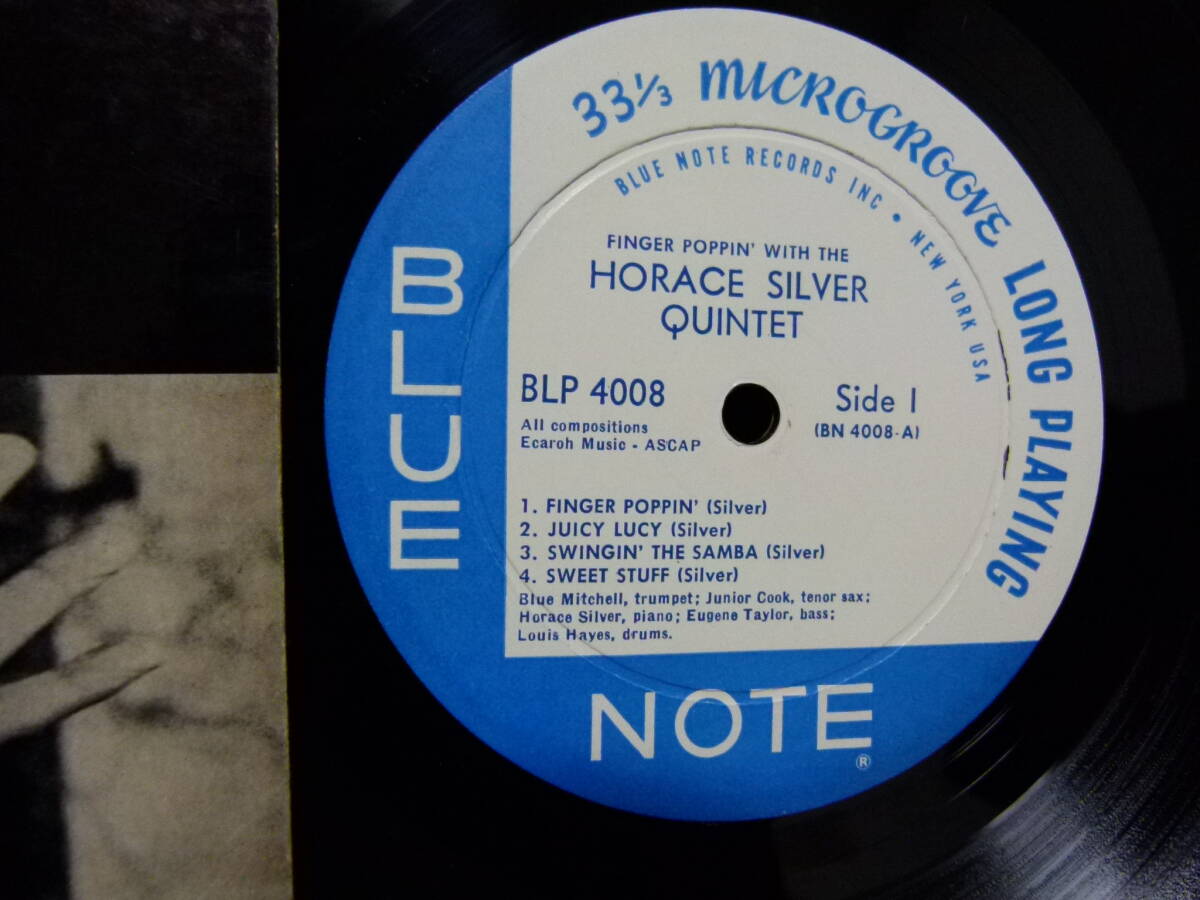 33⅓ MICROGROOVE LONG PLAYING
BLUE NOTE RECORDS INC • NEW YORK USA
FINGER POPPIN' WITH THE
HORACE SILVER
QUINTET
BLP 4008
Side 1
(BN 4008-A)
All compositions
Ecaroh Music - ASCAP
1. FINGER POPPIN' (Silver)
2. JUICY LUCY (Silver)
3. SWINGIN' THE SAMBA (Silver)
4. SWEET STUFF (Silver)
Blue Mitchell, trumpet; Junior Cook, tenor sax;
Horace Silver, piano; Eugene Taylor, bass;
Louis Hayes, drums.
BLUE
NOTE ®